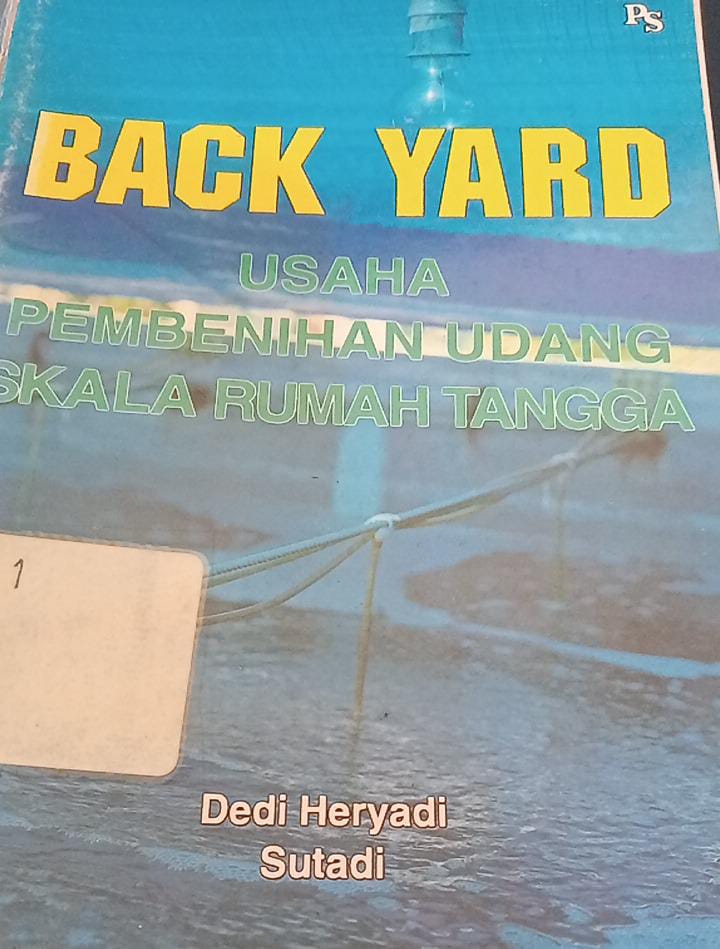 PS
BACK YARD
USAHA
PEMBENIHAN UDANG
SKALA RUMAH TANGGA
1
Dedi Heryadi
Sutadi